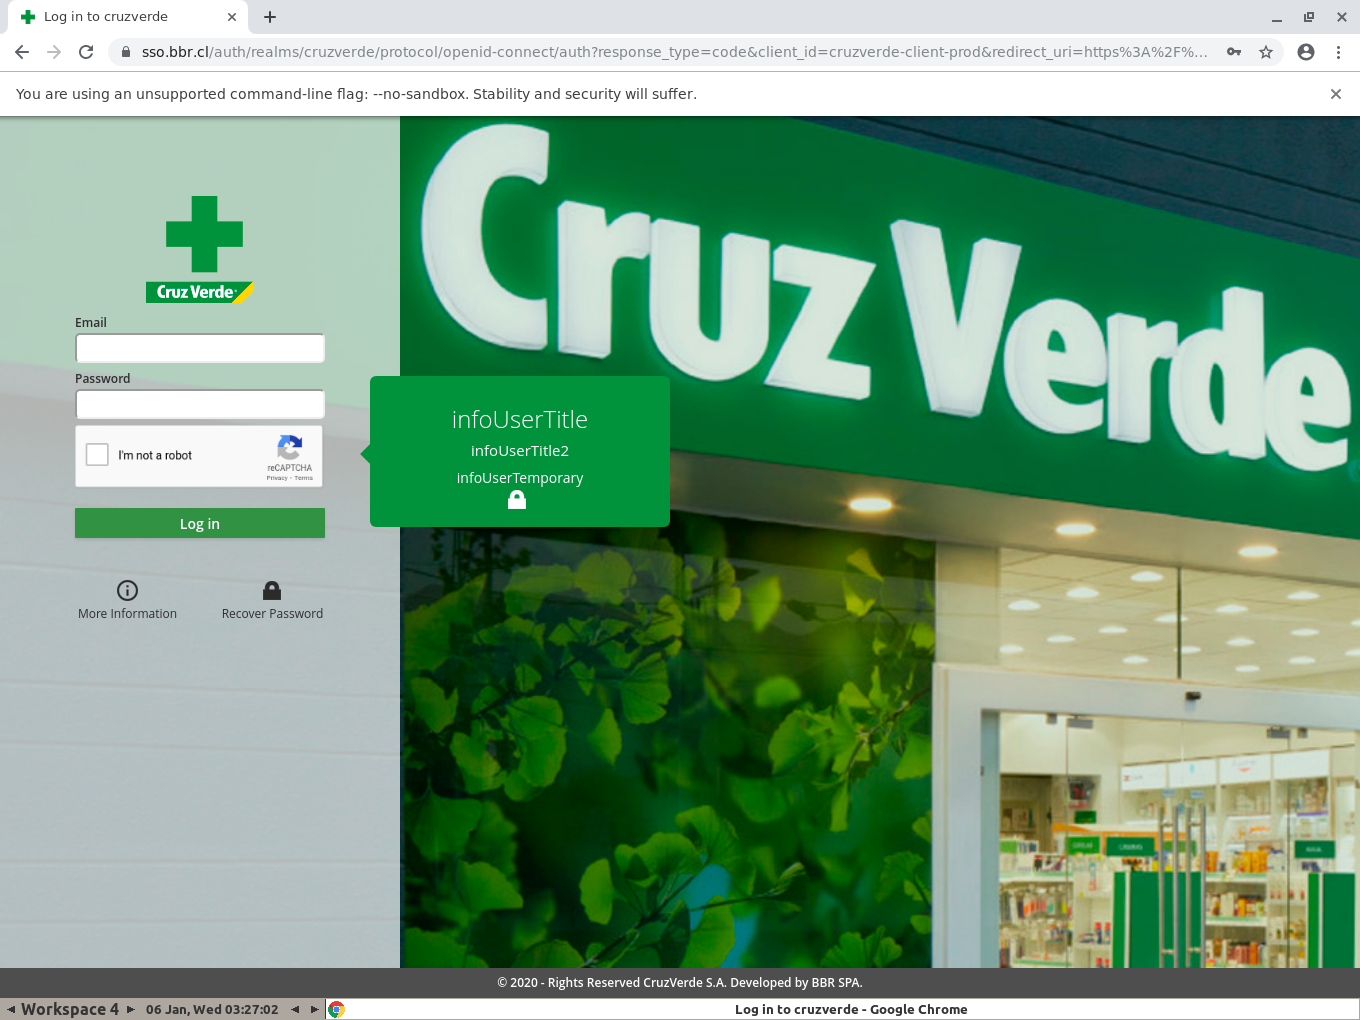 Log in to cruzverde
sso.bbr.cl/auth/realms/cruzverde/protocol/openid-connect/auth?response_type=code&client_id=cruzverde-client-prod&redirect_uri=https%3A%2F%...
You are using an unsupported command-line flag: --no-sandbox. Stability and security will suffer.
Cruz Verde
Cruz Verde
Email
Password
I'm not a robot
reCAPTCHA
Privacy - Terms
Log in
More Information
Recover Password
infoUserTitle
infoUserTitle2
infoUserTemporary
© 2020 - Rights Reserved CruzVerde S.A. Developed by BBR SPA.
Workspace 4
06 Jan, Wed 03:27:02
Log in to cruzverde - Google Chrome